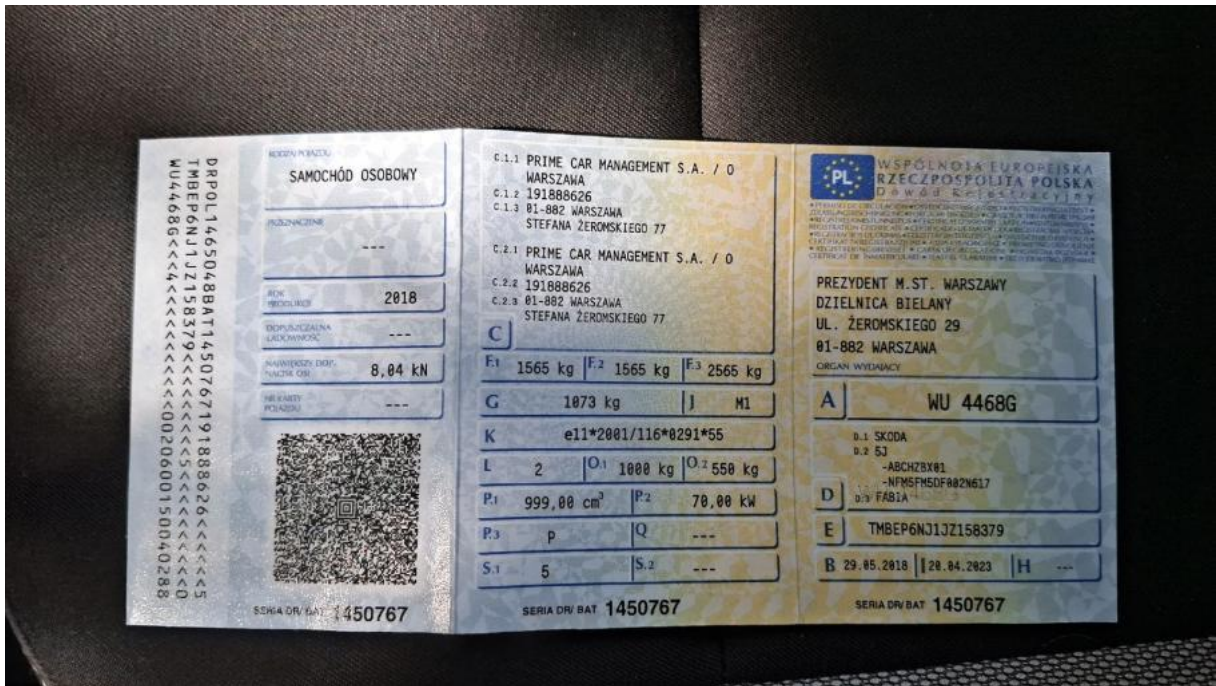 DRPOL1465048BAT1450767191888626<<<<<5
TMBEP6NJ1JZ158379<<<<<<<5<<<<<<<<0
WU4468G<<<4<<<<<<<<<0020600150040288
RODZAJ POJAZDU
SAMOCHÓD OSOBOWY
PRZEZNACZENIE
---
ROK PRODUKCJI 2018
DOPUSZCZALNA ŁADOWNOŚĆ ---
NAJWIĘKSZY DOP. NACISK OSI 8,04 kN
NR KARTY POJAZDU ---
SERIA DR/ BAT 1450767
C.1.1 PRIME CAR MANAGEMENT S.A. / O
WARSZAWA
C.1.2 191888626
C.1.3 01-882 WARSZAWA
STEFANA ŻEROMSKIEGO 77
C.2.1 PRIME CAR MANAGEMENT S.A. / O
WARSZAWA
C.2.2 191888626
C.2.3 01-882 WARSZAWA
STEFANA ŻEROMSKIEGO 77
C
F.1 1565 kg F.2 1565 kg F.3 2565 kg
G 1073 kg J M1
K e11*2001/116*0291*55
L 2 O.1 1000 kg O.2 550 kg
P.1 999,00 cm³ P.2 70,00 kW
P.3 P Q ---
S.1 5 S.2 ---
SERIA DR/ BAT 1450767
PL
WSPÓLNOTA EUROPEJSKA
RZECZPOSPOLITA POLSKA
Dowód Rejestracyjny
PREZYDENT M.ST. WARSZAWY
DZIELNICA BIELANY
UL. ŻEROMSKIEGO 29
01-882 WARSZAWA
ORGAN WYDAJĄCY
A WU 4468G
D.1 SKODA
D.2 5J
-ABCHZBX01
-NFM5FM5DF002N617
D D.3 FABIA
E TMBEP6NJ1JZ158379
B 29.05.2018 I 20.04.2023 H ---
SERIA DR/ BAT 1450767